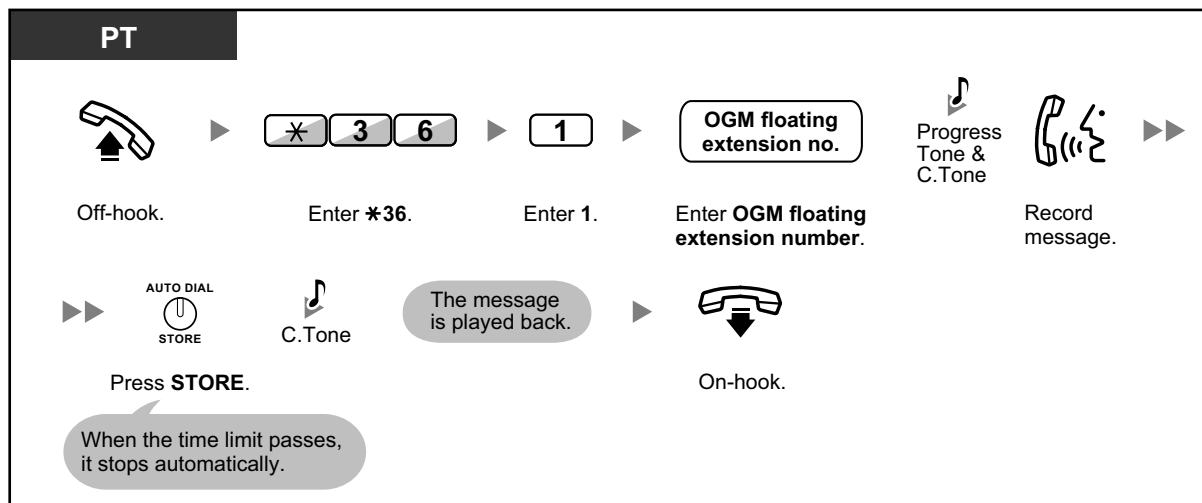 PT
✳ 3 6
1
OGM floating
extension no.
Progress
Tone &
C.Tone
Off-hook.
Enter ✳36.
Enter 1.
Enter OGM floating
extension number.
Record
message.
AUTO DIAL
STORE
C.Tone
The message
is played back.
Press STORE.
On-hook.
When the time limit passes,
it stops automatically.